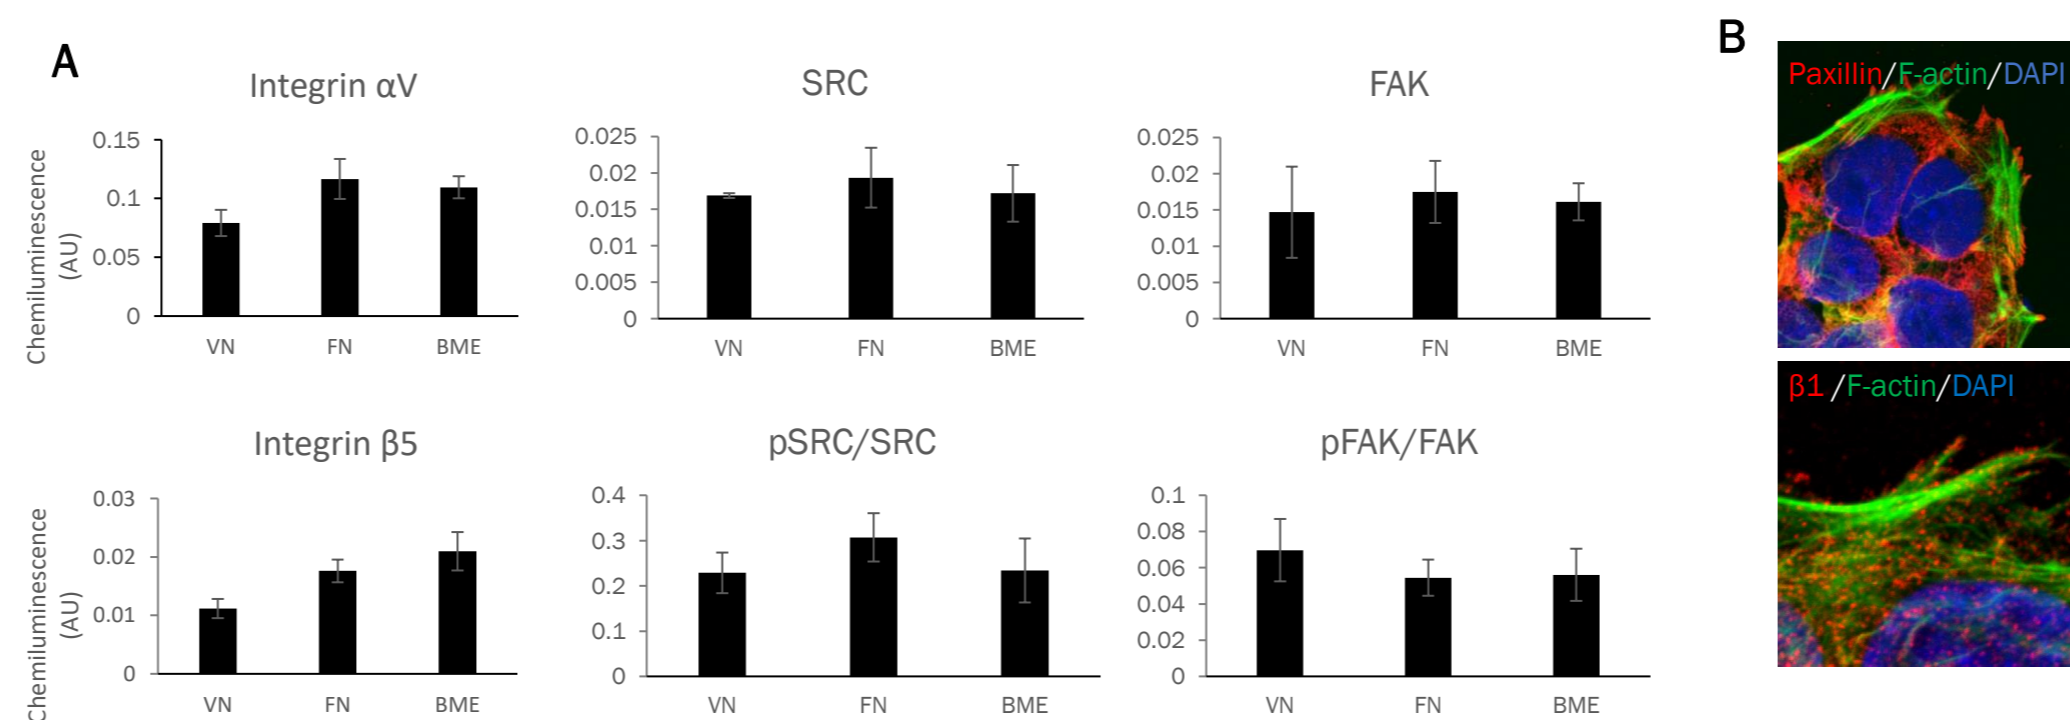 A
Integrin αV
Chemiluminescence
(AU)
0.15
0.1
0.05
0
VN FN BME
SRC
0.025
0.02
0.015
0.01
0.005
0
VN FN BME
FAK
0.025
0.02
0.015
0.01
0.005
0
VN FN BME
Integrin β5
Chemiluminescence
(AU)
0.03
0.02
0.01
0
VN FN BME
pSRC/SRC
0.4
0.3
0.2
0.1
0
VN FN BME
pFAK/FAK
0.1
0.08
0.06
0.04
0.02
0
VN FN BME
B
Paxillin/F-actin/DAPI
β1 /F-actin/DAPI